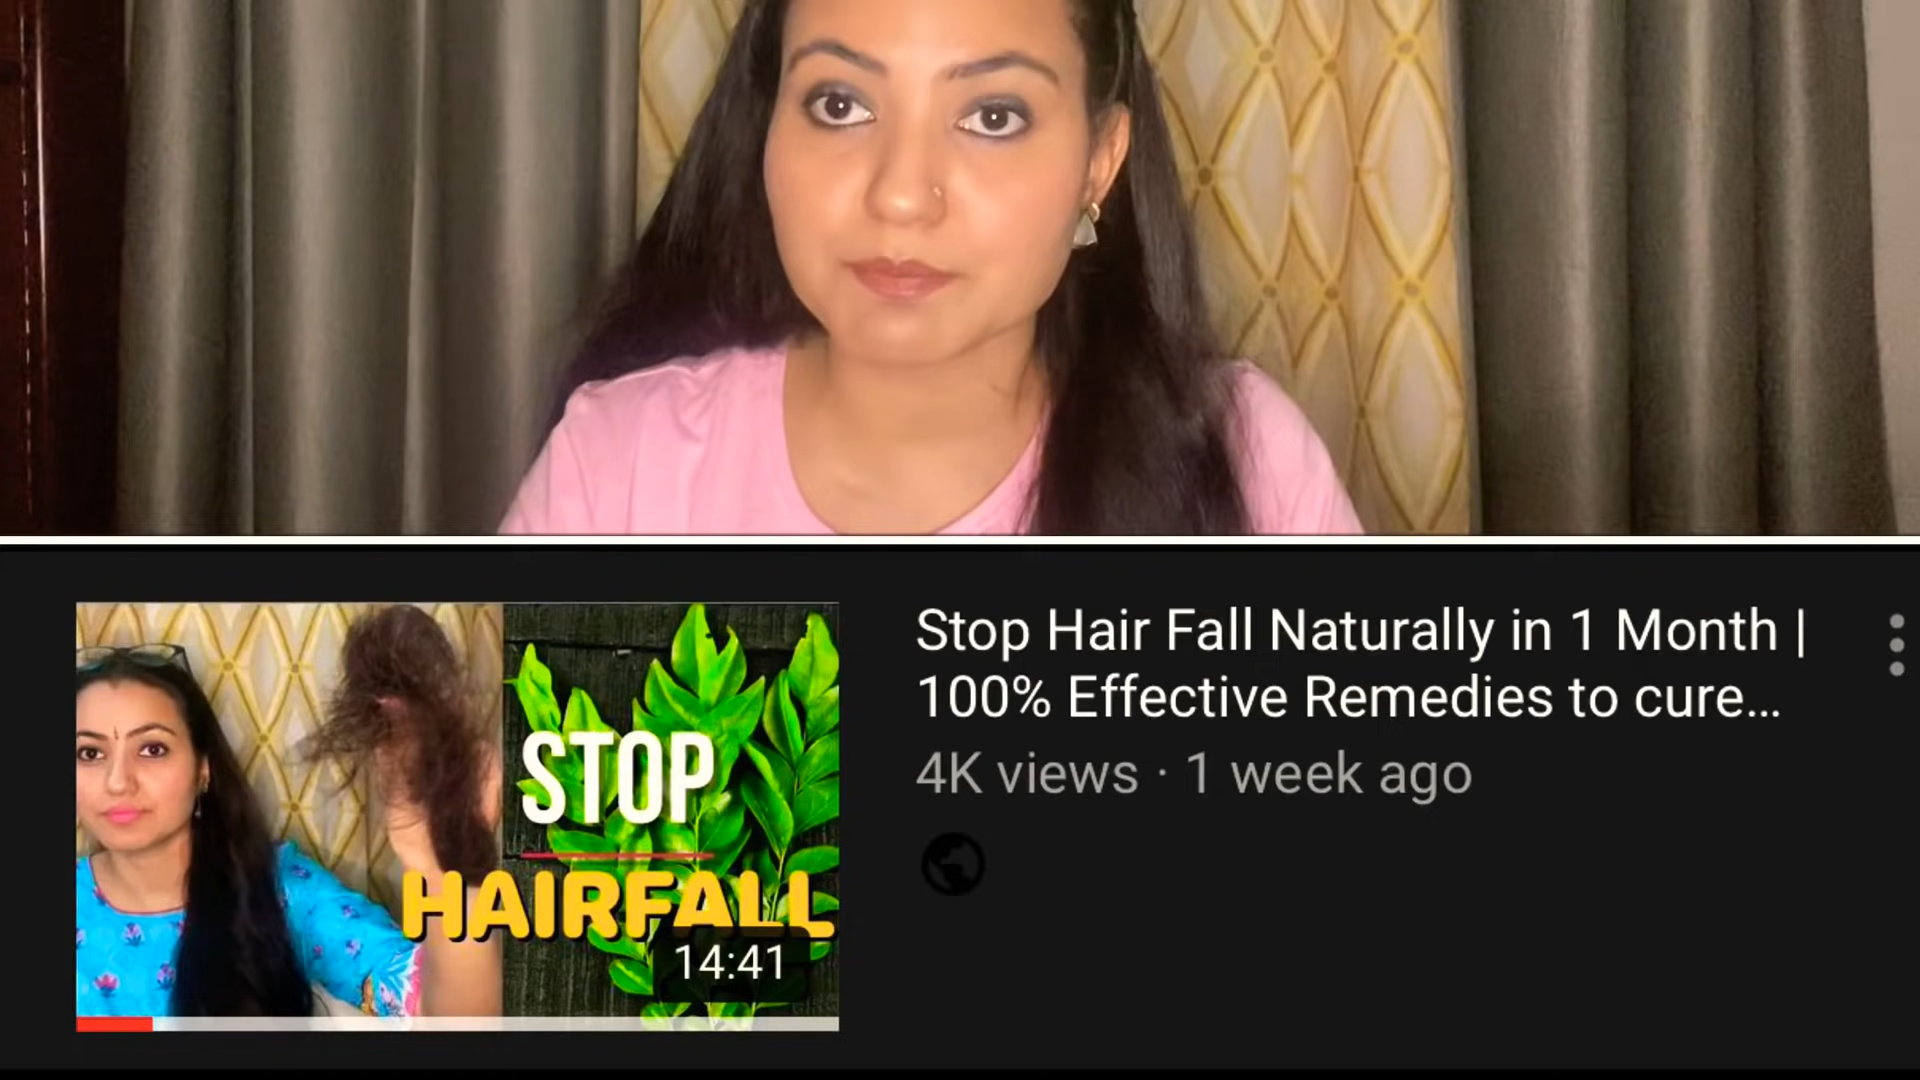 Stop Hair Fall Naturally in 1 Month |
100% Effective Remedies to cure...
4K views · 1 week ago
STOP
HAIRFALL
14:41